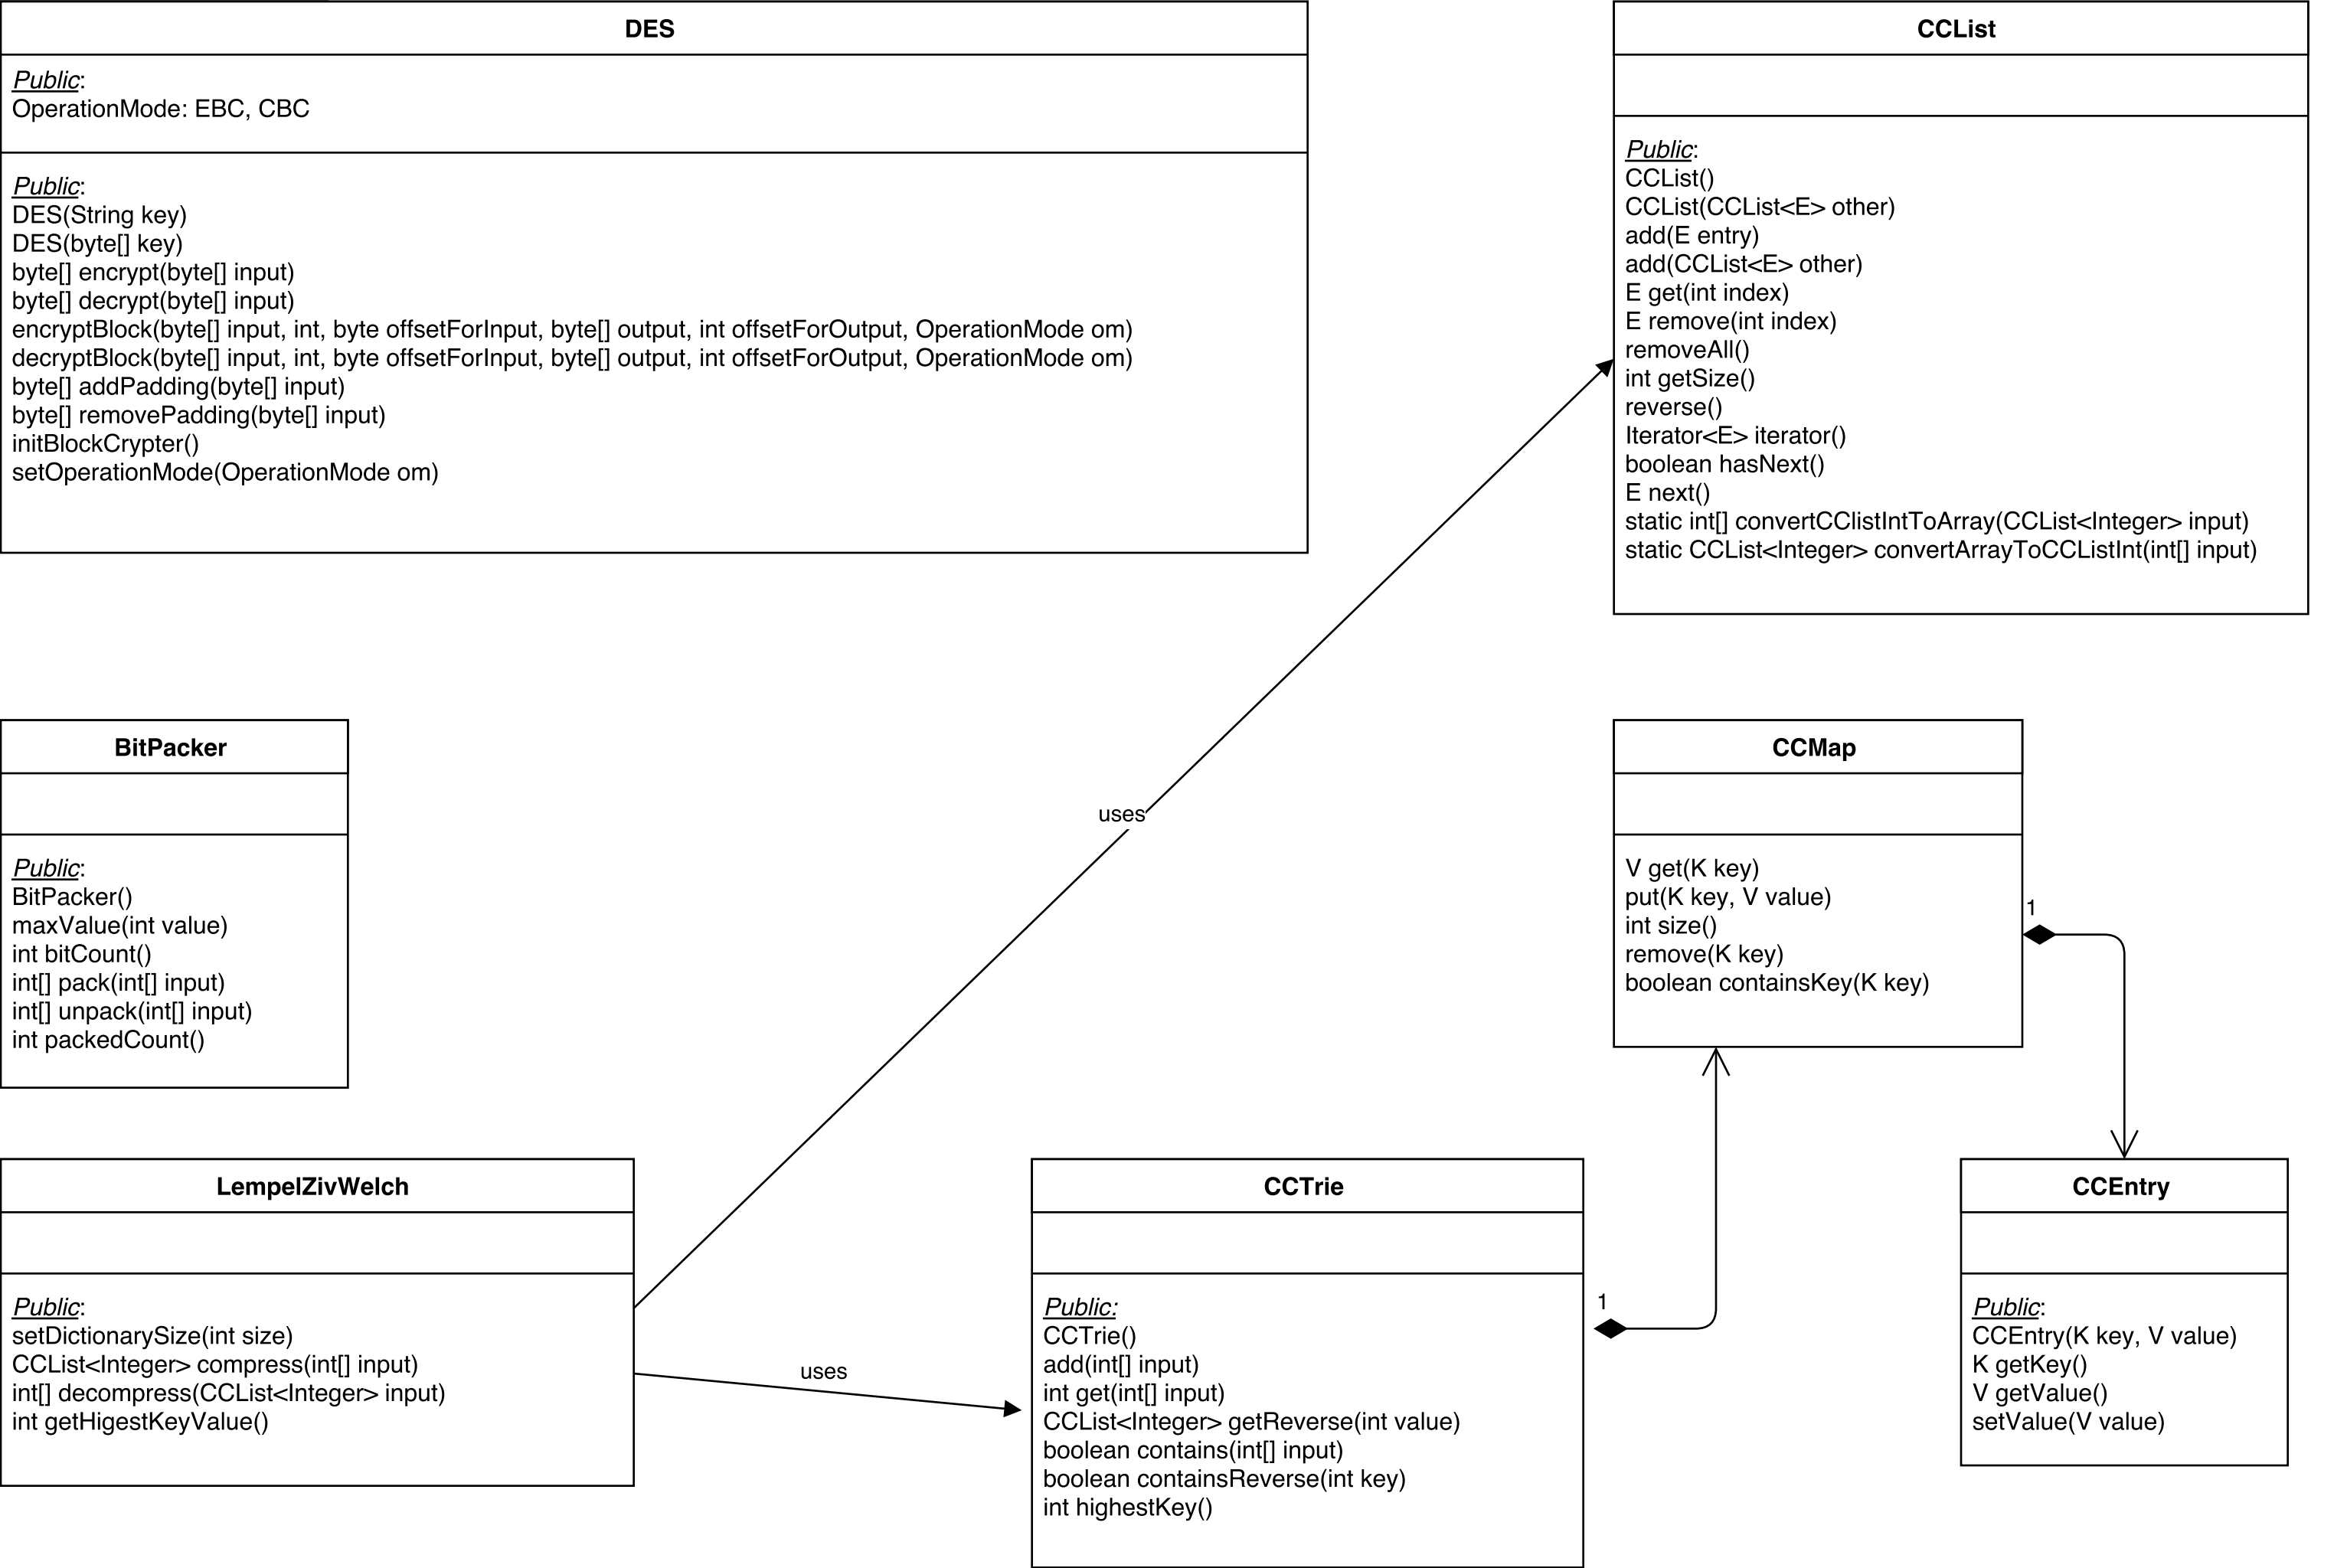 DES
Public:
OperationMode: EBC, CBC
Public:
DES(String key)
DES(byte[] key)
byte[] encrypt(byte[] input)
byte[] decrypt(byte[] input)
encryptBlock(byte[] input, int, byte offsetForInput, byte[] output, int offsetForOutput, OperationMode om)
decryptBlock(byte[] input, int, byte offsetForInput, byte[] output, int offsetForOutput, OperationMode om)
byte[] addPadding(byte[] input)
byte[] removePadding(byte[] input)
initBlockCrypter()
setOperationMode(OperationMode om)
CCList
Public:
CCList()
CCList(CCList<E> other)
add(E entry)
add(CCList<E> other)
E get(int index)
E remove(int index)
removeAll()
int getSize()
reverse()
Iterator<E> iterator()
boolean hasNext()
E next()
static int[] convertCClistIntToArray(CCList<Integer> input)
static CCList<Integer> convertArrayToCCListInt(int[] input)
BitPacker
Public:
BitPacker()
maxValue(int value)
int bitCount()
int[] pack(int[] input)
int[] unpack(int[] input)
int packedCount()
uses
CCMap
V get(K key)
put(K key, V value)
int size()
remove(K key)
boolean containsKey(K key)
1
LempelZivWelch
Public:
setDictionarySize(int size)
CCList<Integer> compress(int[] input)
int[] decompress(CCList<Integer> input)
int getHigestKeyValue()
uses
CCTrie
Public:
CCTrie()
add(int[] input)
int get(int[] input)
CCList<Integer> getReverse(int value)
boolean contains(int[] input)
boolean containsReverse(int key)
int highestKey()
1
CCEntry
Public:
CCEntry(K key, V value)
K getKey()
V getValue()
setValue(V value)